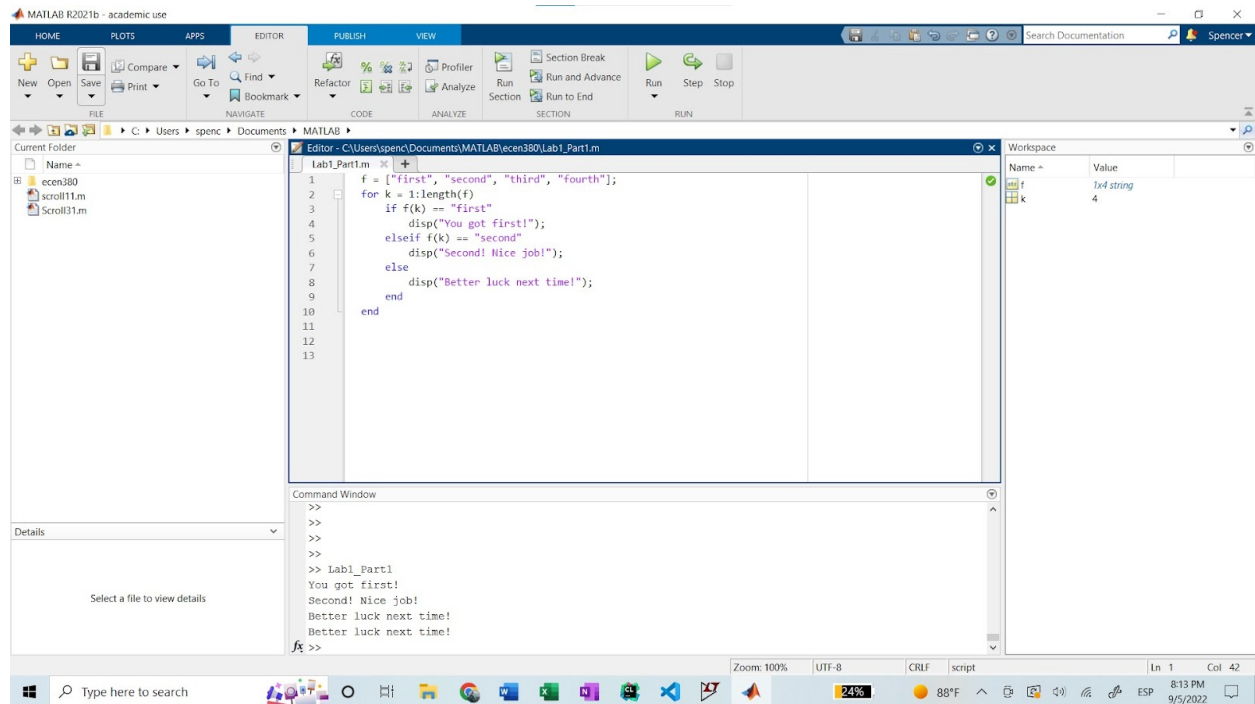 MATLAB R2021b - academic use
HOME PLOTS APPS EDITOR PUBLISH VIEW Search Documentation Spencer
New Open Save Compare Print Go To Find Bookmark Refactor Profiler Analyze Run Section Section Break Run and Advance Run to End Run Step Stop
FILE NAVIGATE CODE ANALYZE SECTION RUN
C: Users spenc Documents MATLAB
Current Folder
Name
ecen380
scroll11.m
Scroll31.m
Details
Select a file to view details
Editor - C:\Users\spenc\Documents\MATLAB\ecen380\Lab1_Part1.m
Lab1_Part1.m
1 f = ["first", "second", "third", "fourth"];
2 for k = 1:length(f)
3 if f(k) == "first"
4 disp("You got first!");
5 elseif f(k) == "second"
6 disp("Second! Nice job!");
7 else
8 disp("Better luck next time!");
9 end
10 end
11
12
13
Command Window
>>
>>
>>
>>
>> Lab1_Part1
You got first!
Second! Nice job!
Better luck next time!
Better luck next time!
fx >>
Workspace
Name Value
f 1x4 string
k 4
Zoom: 100% UTF-8 CRLF script Ln 1 Col 42
Type here to search 24% 88°F ESP 8:13 PM
9/5/2022